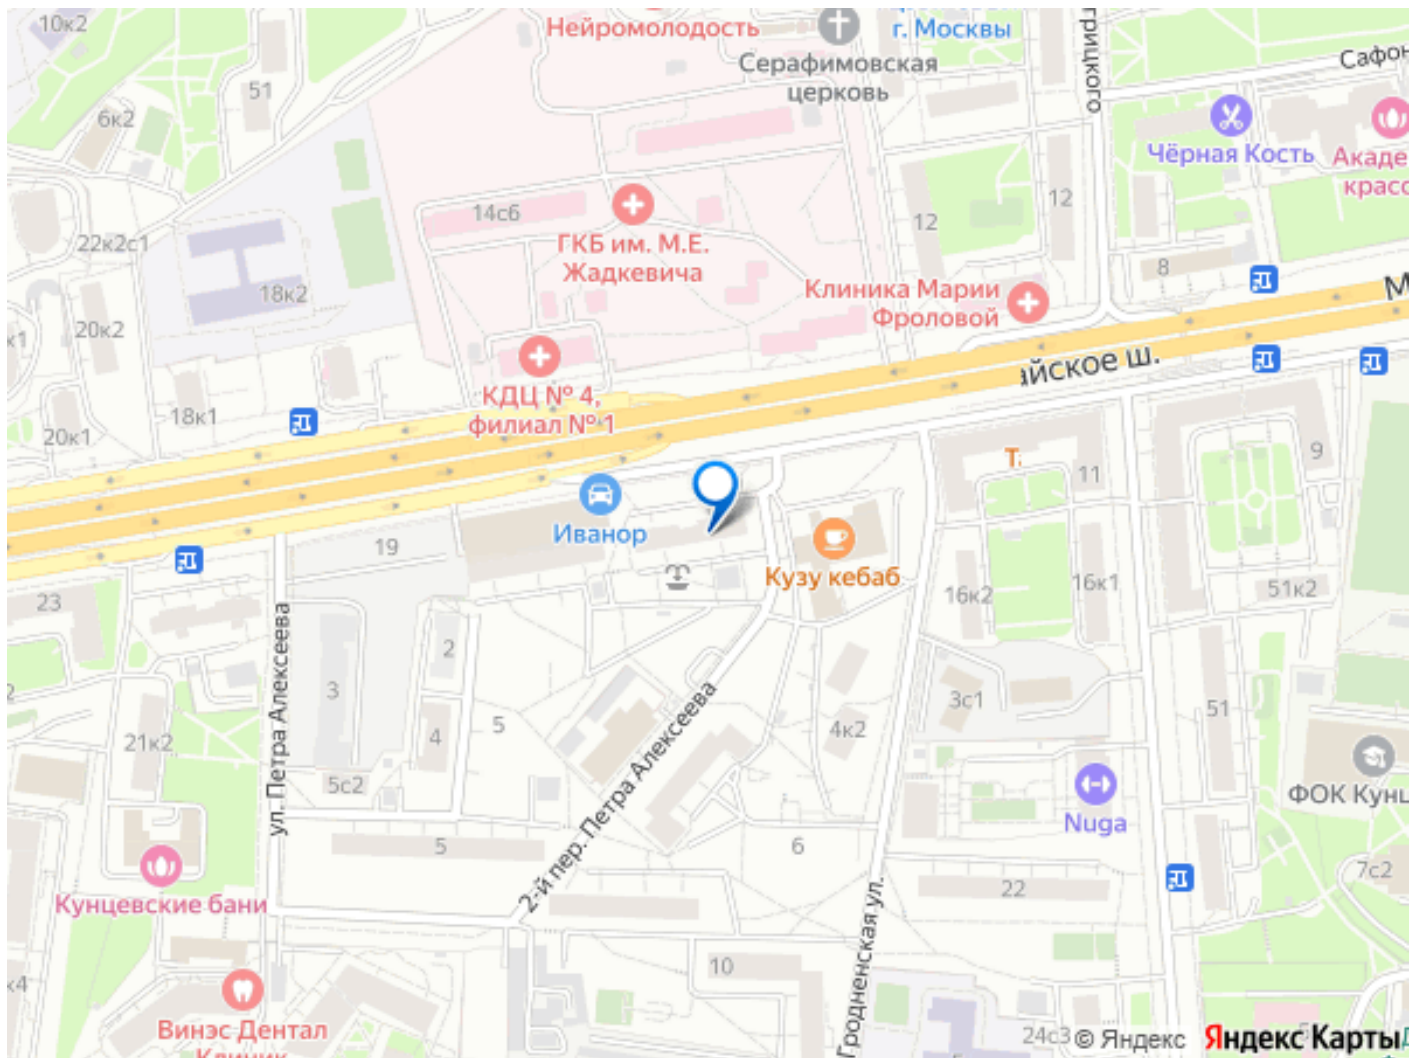 10к2
Нейромолодость
г. Москвы
Серафимовская
церковь
грицкого
Сафон
51
6к2
Чёрная Кость
Акаде
красо
14с6
ГКБ им. М.Е.
Жадкевича
12
12
22к2с1
18к2
8
Клиника Марии
Фроловой
20к2
к1
М
айское ш.
КДЦ № 4,
филиал № 1
18к1
20к1
Т
11
9
Иванор
19
Кузу кебаб
23
16к2
16к1
51к2
ул. Петра Алексеева
2
3
5
4
2-й пер. Петра Алексеева
4к2
3с1
51
21к2
5с2
ФОК Кунц
Nuga
5
6
7с2
22
Кунцевские бани
Гродненская ул.
10
к4
Винэс Дентал
Клиник
24с3
© Яндекс
Яндекс Карты